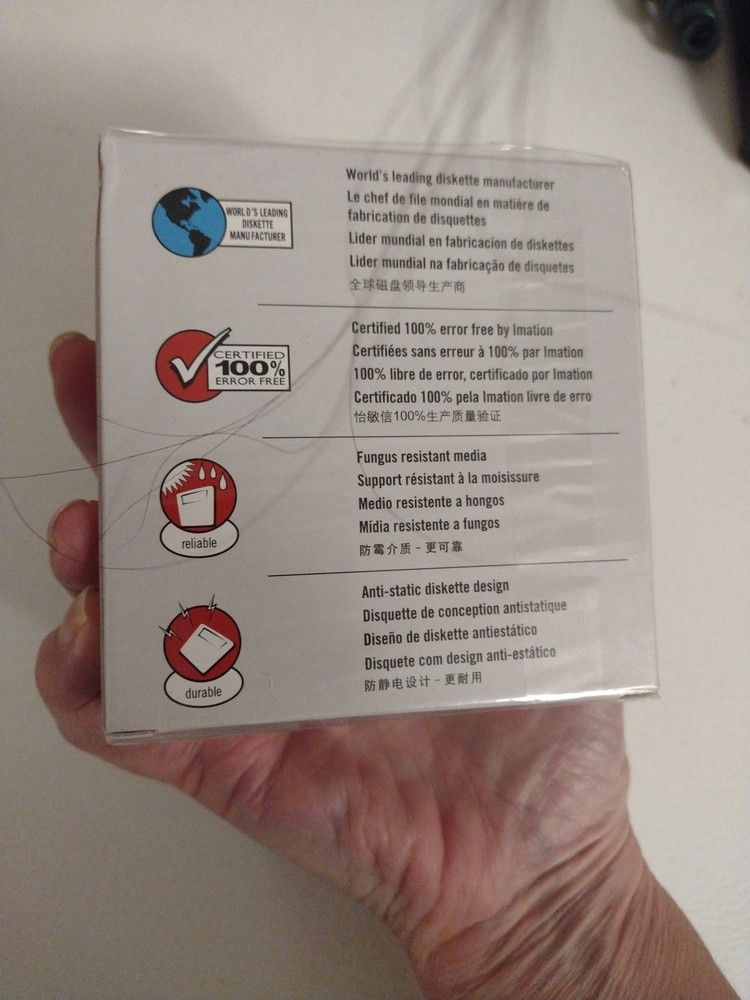 WORLD'S LEADING
DISKETTE
MANUFACTURER
World's leading diskette manufacturer
Le chef de file mondial en matière de
fabrication de disquettes
Lider mundial en fabricacion de diskettes
Lider mundial na fabricação de disquetes
全球磁盘领导生产商
CERTIFIED
100%
ERROR FREE
Certified 100% error free by Imation
Certifiées sans erreur à 100% par Imation
100% libre de error, certificado por Imation
Certificado 100% pela Imation livre de erro
怡敏信100%生产质量验证
reliable
Fungus resistant media
Support résistant à la moisissure
Medio resistente a hongos
Mídia resistente a fungos
防霉介质 - 更可靠
durable
Anti-static diskette design
Disquette de conception antistatique
Diseño de diskette antiestático
Disquete com design anti-estático
防静电设计 - 更耐用